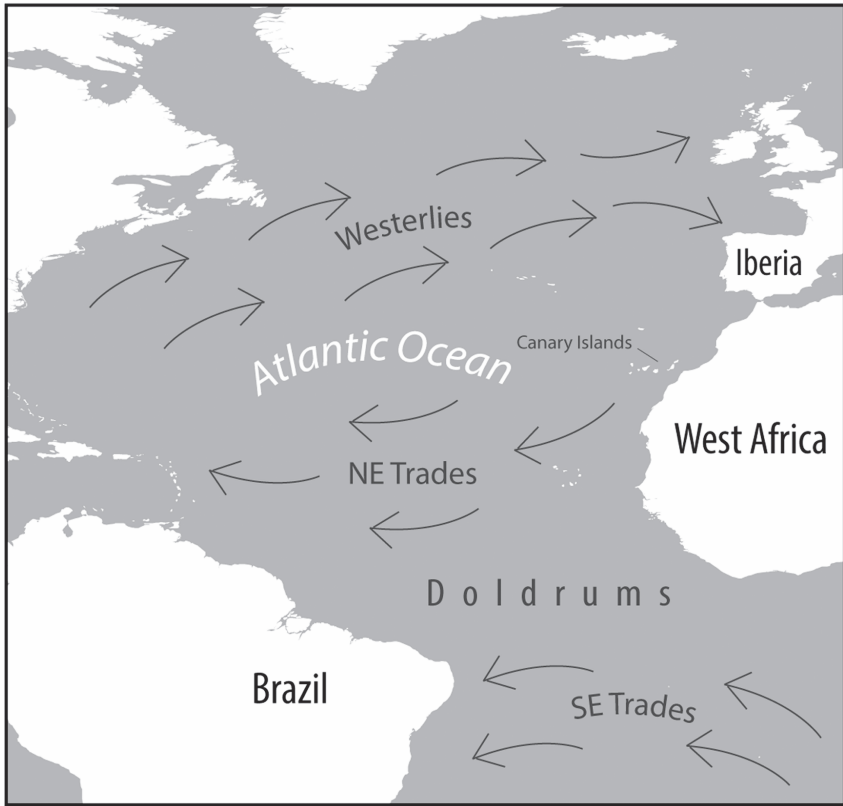 Westerlies
Iberia
Atlantic Ocean
Canary Islands
West Africa
NE Trades
Doldrums
Brazil
SE Trades